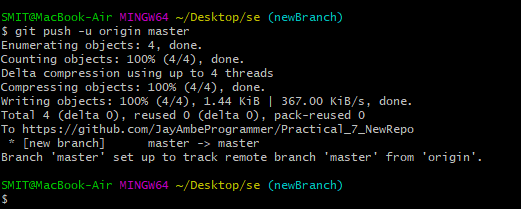 SMIT@MacBook-Air MINGW64 ~/Desktop/se (newBranch)
$ git push -u origin master
Enumerating objects: 4, done.
Counting objects: 100% (4/4), done.
Delta compression using up to 4 threads
Compressing objects: 100% (4/4), done.
Writing objects: 100% (4/4), 1.44 KiB | 367.00 KiB/s, done.
Total 4 (delta 0), reused 0 (delta 0), pack-reused 0
To https://github.com/JayAmbeProgrammer/Practical_7_NewRepo
 * [new branch]      master -> master
Branch 'master' set up to track remote branch 'master' from 'origin'.
SMIT@MacBook-Air MINGW64 ~/Desktop/se (newBranch)
$